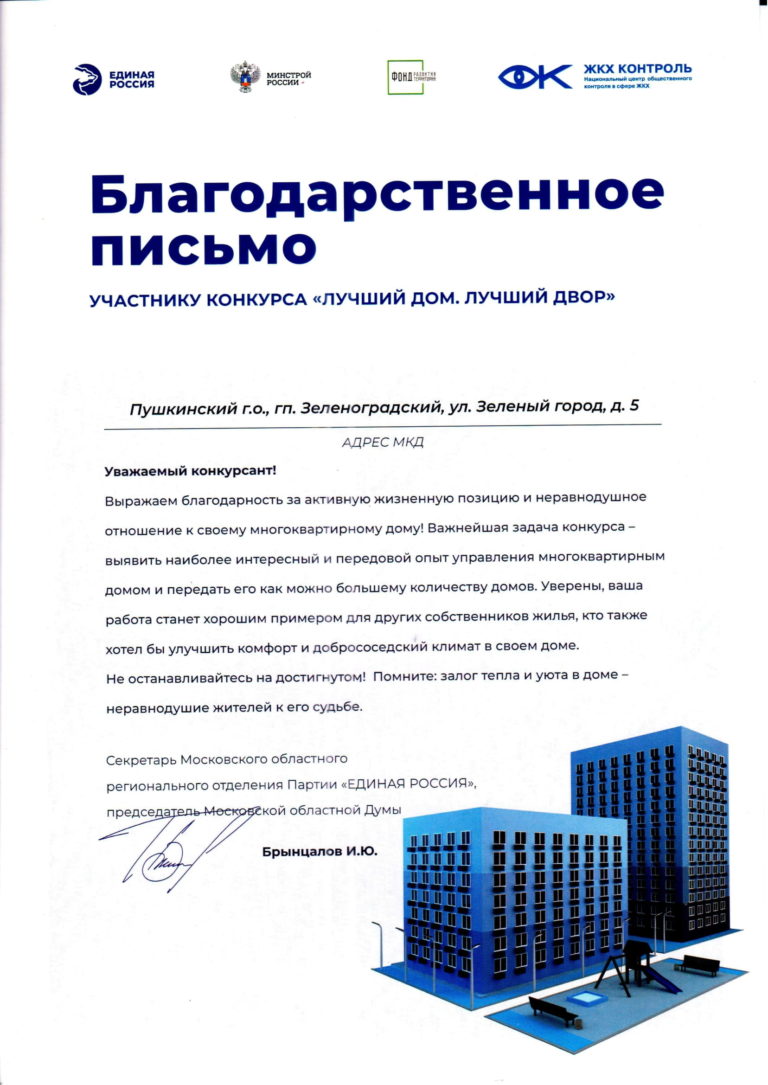 ЕДИНАЯ
РОССИЯ
МИНСТРОЙ
РОССИИ
ФОНД РАЗВИТИЯ
ТЕРРИТОРИЙ
ЖКХ КОНТРОЛЬ
Национальный центр общественного
контроля в сфере ЖКХ
Благодарственное
письмо
УЧАСТНИКУ КОНКУРСА «ЛУЧШИЙ ДОМ. ЛУЧШИЙ ДВОР»
Пушкинский г.о., гп. Зеленоградский, ул. Зеленый город, д. 5
АДРЕС МКД
Уважаемый конкурсант!
Выражаем благодарность за активную жизненную позицию и неравнодушное
отношение к своему многоквартирному дому! Важнейшая задача конкурса –
выявить наиболее интересный и передовой опыт управления многоквартирным
домом и передать его как можно большему количеству домов. Уверены, ваша
работа станет хорошим примером для других собственников жилья, кто также
хотел бы улучшить комфорт и добрососедский климат в своем доме.
Не останавливайтесь на достигнутом! Помните: залог тепла и уюта в доме –
неравнодушие жителей к его судьбе.
Секретарь Московского областного
регионального отделения Партии «ЕДИНАЯ РОССИЯ»,
председатель Московской областной Думы
Брынцалов И.Ю.